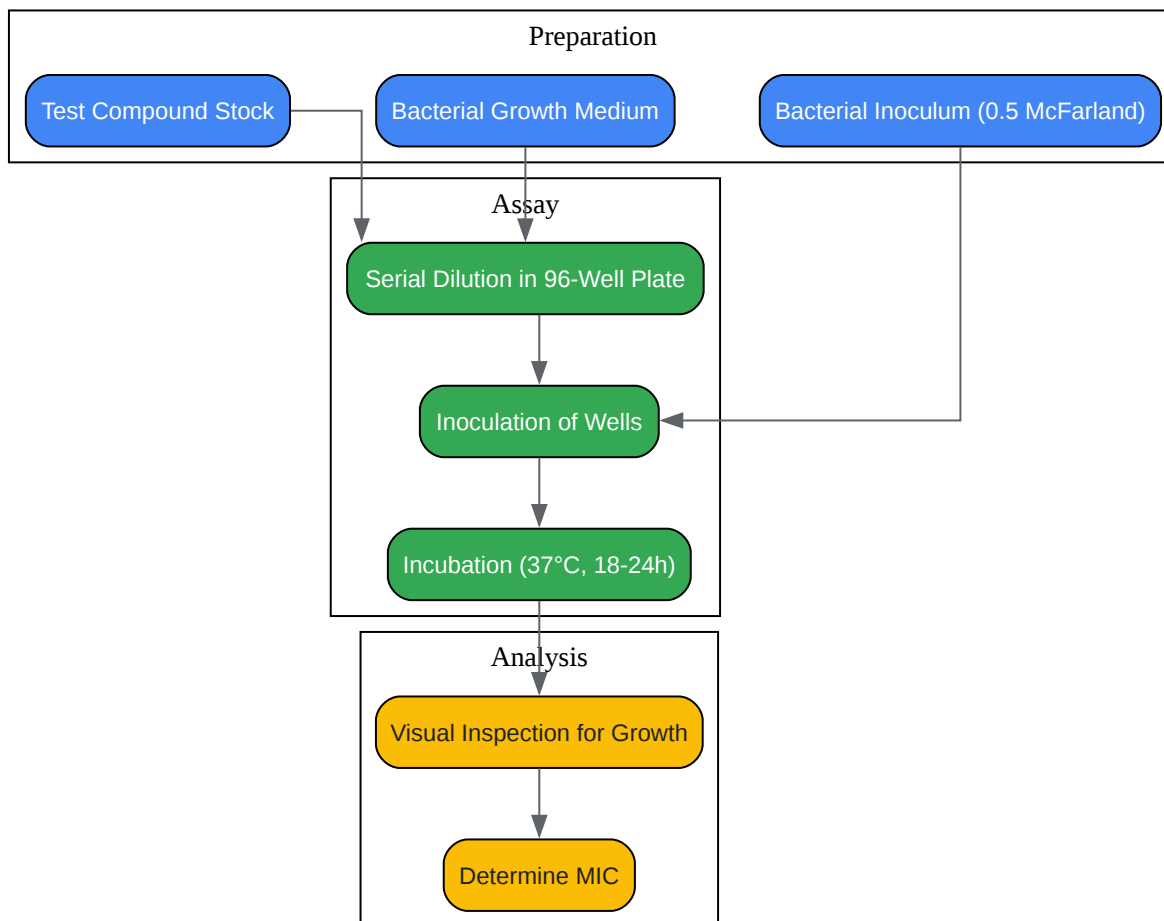 Preparation
Test Compound Stock
Bacterial Growth Medium
Bacterial Inoculum (0.5 McFarland)
Assay
Serial Dilution in 96-Well Plate
Inoculation of Wells
Incubation (37°C, 18-24h)
Analysis
Visual Inspection for Growth
Determine MIC